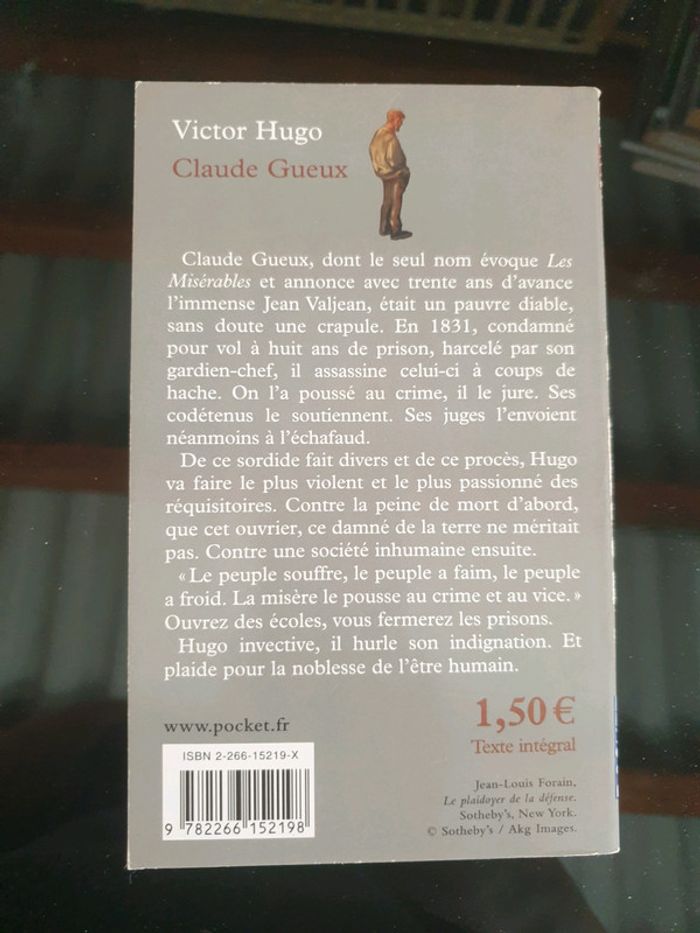 Victor Hugo
Claude Gueux
Claude Gueux, dont le seul nom évoque Les
Misérables et annonce avec trente ans d'avance
l'immense Jean Valjean, était un pauvre diable,
sans doute une crapule. En 1831, condamné
pour vol à huit ans de prison, harcelé par son
gardien-chef, il assassine celui-ci à coups de
hache. On l'a poussé au crime, il le jure. Ses
codétenus le soutiennent. Ses juges l'envoient
néanmoins à l'échafaud.
De ce sordide fait divers et de ce procès, Hugo
va faire le plus violent et le plus passionné des
réquisitoires. Contre la peine de mort d'abord,
que cet ouvrier, ce damné de la terre ne méritait
pas. Contre une société inhumaine ensuite.
« Le peuple souffre, le peuple a faim, le peuple
a froid. La misère le pousse au crime et au vice. »
Ouvrez des écoles, vous fermerez les prisons.
Hugo invective, il hurle son indignation. Et
plaide pour la noblesse de l'être humain.
www.pocket.fr
1,50 €
Texte intégral
ISBN 2-266-15219-X
9 782266 152198
Jean-Louis Forain,
Le plaidoyer de la défense.
Sotheby's, New York.
© Sotheby's / Akg Images.